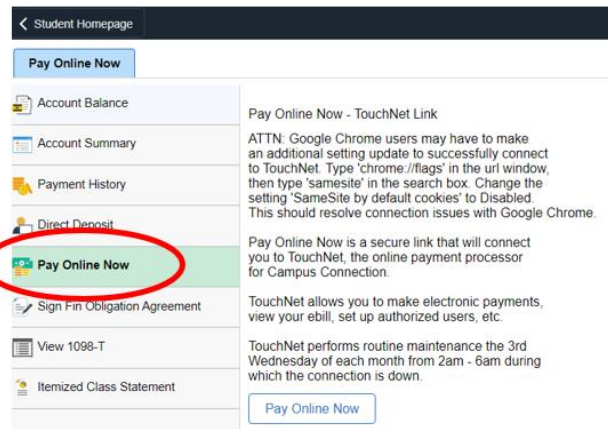 Student Homepage
Pay Online Now
Account Balance
Account Summary
Payment History
Direct Deposit
Pay Online Now
Sign Fin Obligation Agreement
View 1098-T
Itemized Class Statement
Pay Online Now - TouchNet Link
ATTN: Google Chrome users may have to make
an additional setting update to successfully connect
to TouchNet. Type 'chrome://flags' in the url window,
then type 'samesite' in the search box. Change the
setting 'SameSite by default cookies' to Disabled.
This should resolve connection issues with Google Chrome.
Pay Online Now is a secure link that will connect
you to TouchNet, the online payment processor
for Campus Connection.
TouchNet allows you to make electronic payments,
view your ebill, set up authorized users, etc.
TouchNet performs routine maintenance the 3rd
Wednesday of each month from 2am - 6am during
which the connection is down.
Pay Online Now